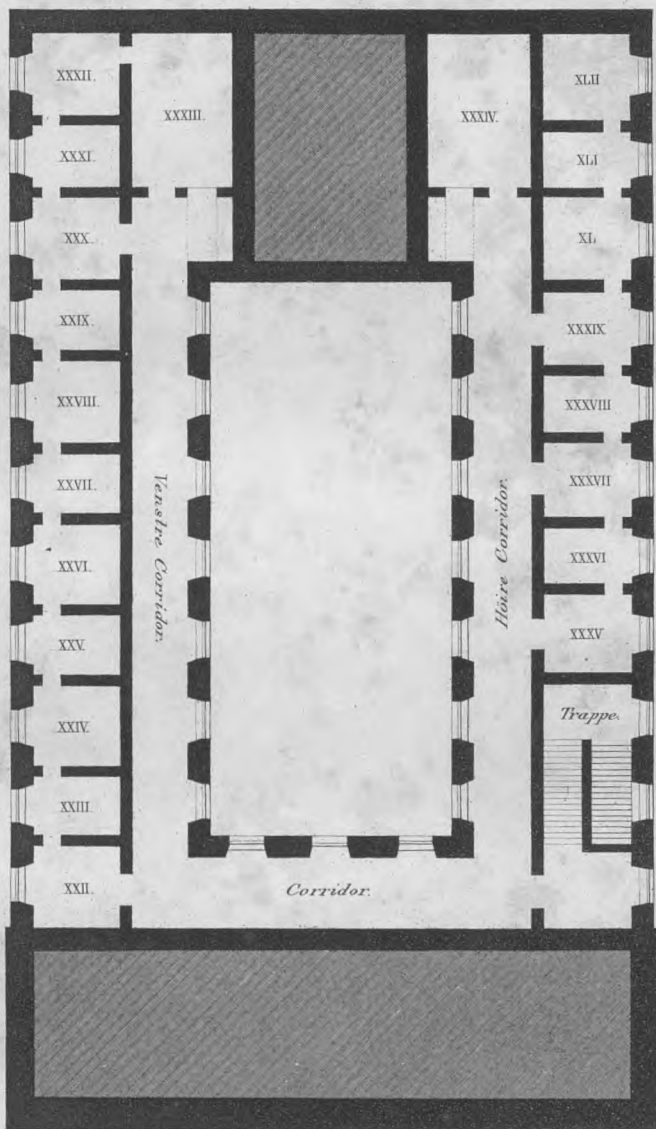 XXXII.
XXXIII.
XXXIV.
XLII
XXXI.
XLI
XXX.
XL
XXIX.
XXXIX
XXVIII.
XXXVIII
XXVII.
XXXVII
Venstre Corridor.
Höire Corridor.
XXVI.
XXXVI
XXV.
XXXV
XXIV.
Trappe.
XXIII.
XXII.
Corridor.